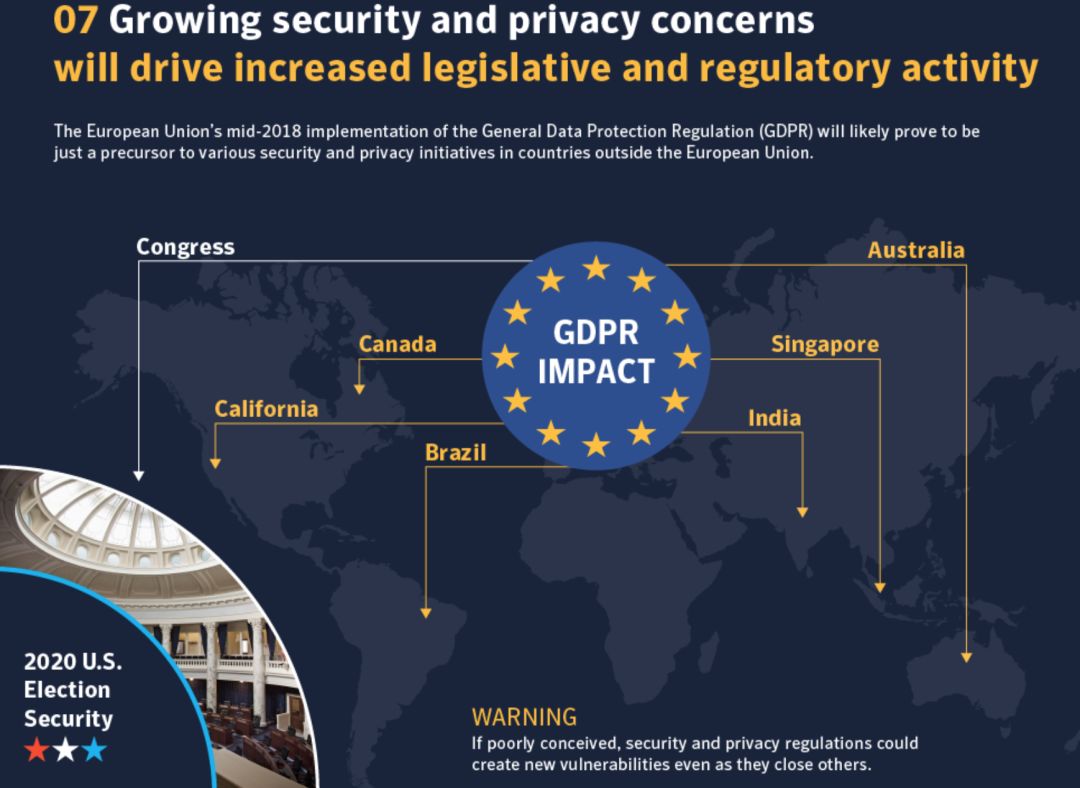 07 Growing security and privacy concerns
will drive increased legislative and regulatory activity
The European Union's mid-2018 implementation of the General Data Protection Regulation (GDPR) will likely prove to be
just a precursor to various security and privacy initiatives in countries outside the European Union.
Congress
Australia
GDPR
IMPACT
Canada
Singapore
California
India
Brazil
2020 U.S.
Election
Security
WARNING
If poorly conceived, security and privacy regulations could
create new vulnerabilities even as they close others.